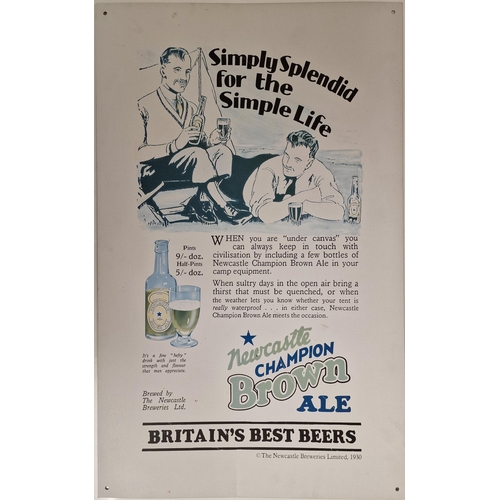 Simply Splendid
for the
Simple Life
WHEN you are "under canvas" you
can always keep in touch with
civilisation by including a few bottles of
Newcastle Champion Brown Ale in your
camp equipment.
When sultry days in the open air bring a
thirst that must be quenched, or when
the weather lets you know whether your tent is
really waterproof . . . in either case, Newcastle
Champion Brown Ale meets the occasion.
Pints
9/- doz.
Half-Pints
5/- doz.
It's a fine "hefty"
drink with just the
strength and flavour
that men appreciate.
Brewed by
The Newcastle
Breweries Ltd.
Newcastle
CHAMPION
Brown
ALE
BRITAIN'S BEST BEERS
© The Newcastle Breweries Limited, 1930